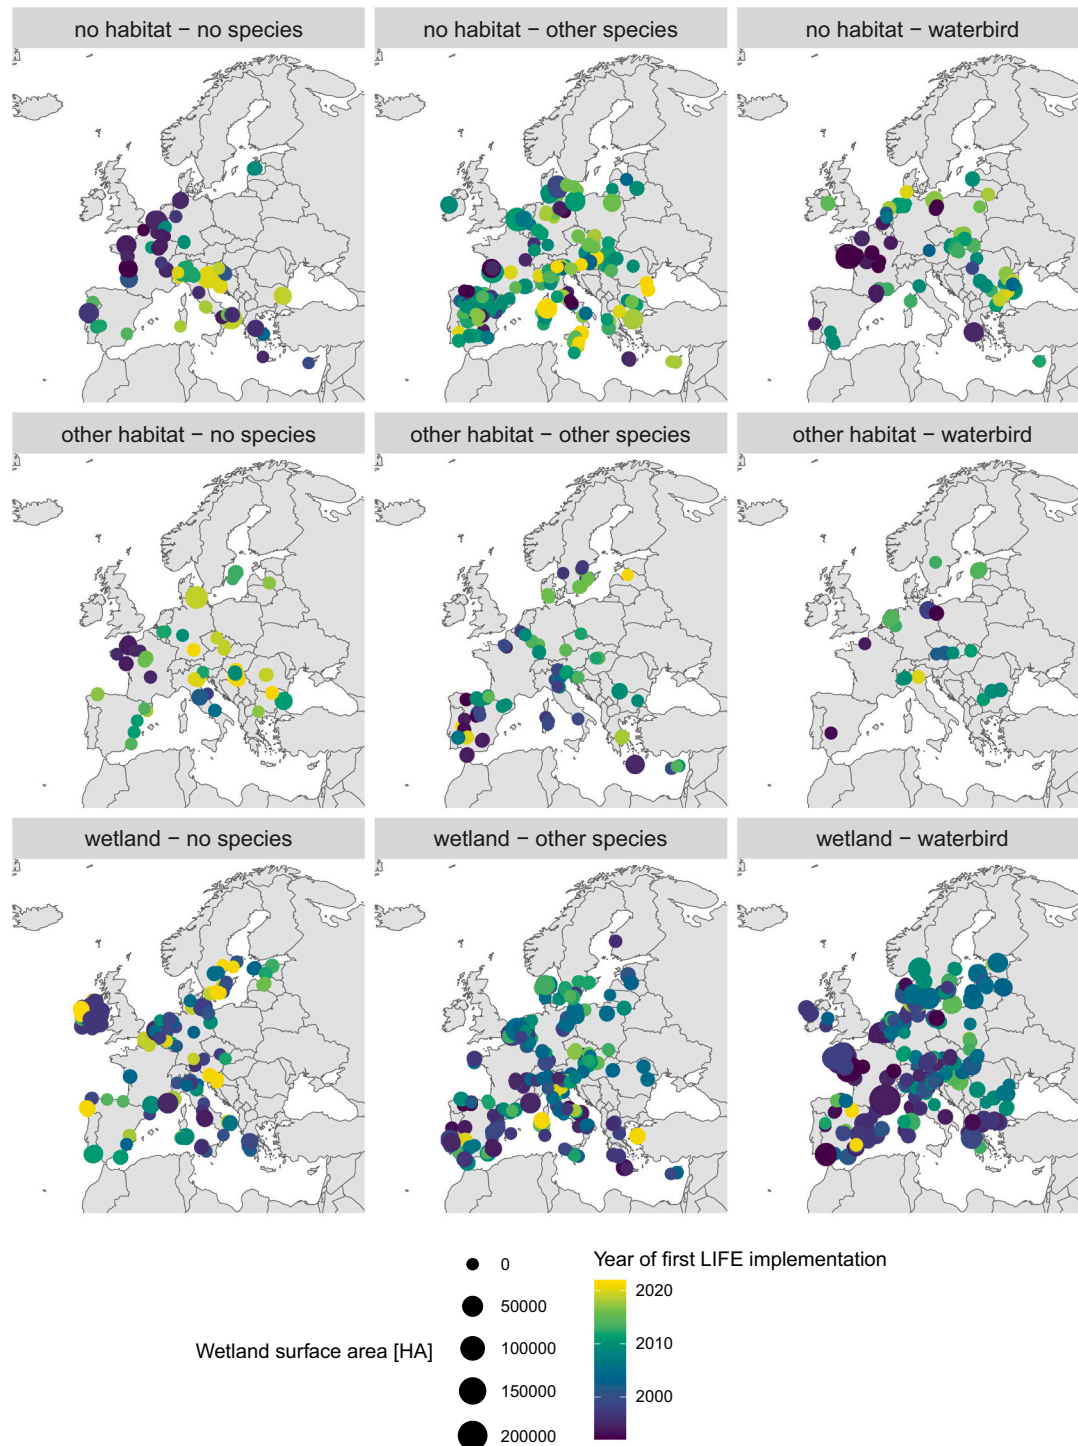 no habitat − no species
no habitat − other species
no habitat − waterbird
other habitat − no species
other habitat − other species
other habitat − waterbird
wetland − no species
wetland − other species
wetland − waterbird
Wetland surface area [HA]
0
50000
100000
150000
200000
Year of first LIFE implementation
2020
2010
2000